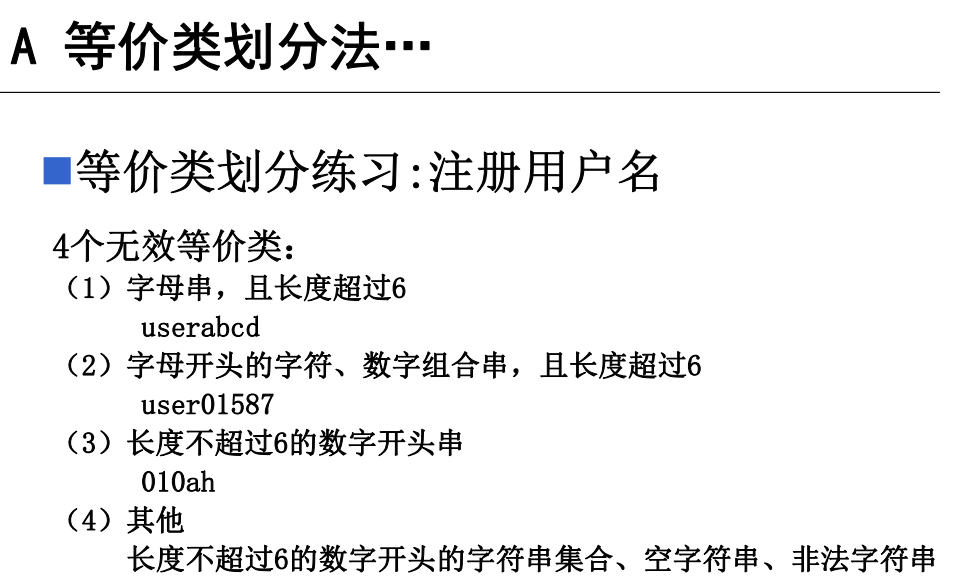 A 等价类划分法…
等价类划分练习:注册用户名
4个无效等价类:
（1）字母串，且长度超过6
userabcd
（2）字母开头的字符、数字组合串，且长度超过6
user01587
（3）长度不超过6的数字开头串
010ah
（4）其他
长度不超过6的数字开头的字符串集合、空字符串、非法字符串